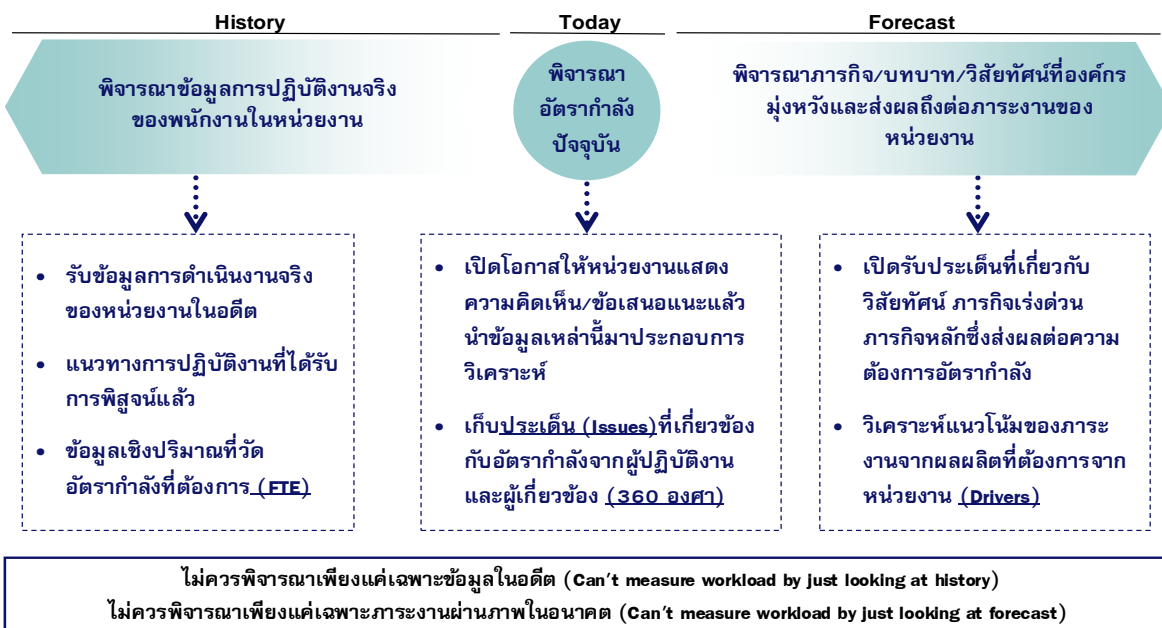 History
Today
Forecast
พิจารณาข้อมูลการปฏิบัติงานจริง
ของพนักงานในหน่วยงาน
พิจารณา
อัตรากำลัง
ปัจจุบัน
พิจารณาภารกิจ/บทบาท/วิสัยทัศน์ที่องค์กร
มุ่งหวังและส่งผลถึงต่อภาระงานของ
หน่วยงาน
• รับข้อมูลการดำเนินงานจริง
ของหน่วยงานในอดีต
• แนวทางการปฏิบัติงานที่ได้รับ
การพิสูจน์แล้ว
• ข้อมูลเชิงปริมาณที่วัด
อัตรากำลังที่ต้องการ (FTE)
• เปิดโอกาสให้หน่วยงานแสดง
ความคิดเห็น/ข้อเสนอแนะแล้ว
นำข้อมูลเหล่านี้มาประกอบการ
วิเคราะห์
• เก็บประเด็น (Issues)ที่เกี่ยวข้อง
กับอัตรากำลังจากผู้ปฏิบัติงาน
และผู้เกี่ยวข้อง (360 องศา)
• เปิดรับประเด็นที่เกี่ยวกับ
วิสัยทัศน์ ภารกิจเร่งด่วน
ภารกิจหลักซึ่งส่งผลต่อความ
ต้องการอัตรากำลัง
• วิเคราะห์แนวโน้มของภาระ
งานจากผลผลิตที่ต้องการจาก
หน่วยงาน (Drivers)
ไม่ควรพิจารณาเพียงแค่เฉพาะข้อมูลในอดีต (Can't measure workload by just looking at history)
ไม่ควรพิจารณาเพียงแค่เฉพาะภาระงานผ่านภาพในอนาคต (Can't measure workload by just looking at forecast)